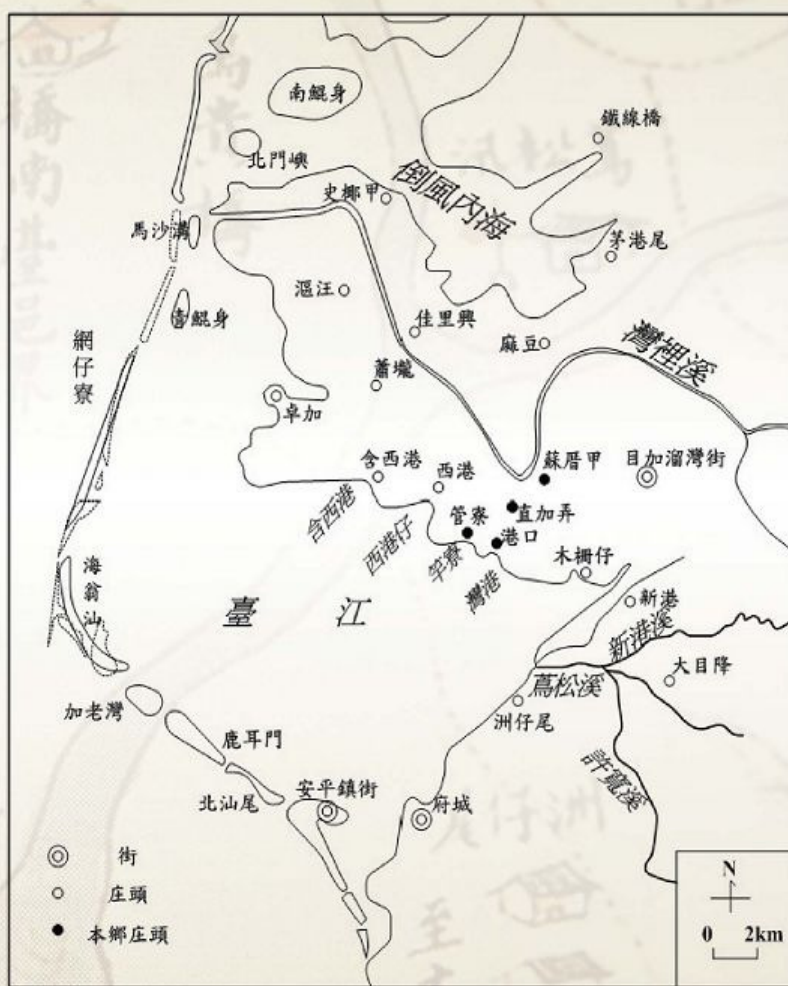 南鯤身
鐵線橋
北門嶼
倒風內海
史椰甲
馬沙溝
茅港尾
漚汪
青鯤身
佳里興
麻豆
灣裡溪
網仔寮
蕭壠
卓加
含西港
西港
蘇厝甲
目加溜灣街
直加弄
管寮
港口
含西港
西港仔
竿寮
灣港
木柵仔
海翁汕
臺江
新港
新港溪
大目降
加老灣
蔦松溪
洲仔尾
鹿耳門
許寬溪
北汕尾
安平鎮街
府城
街
庄頭
本鄉庄頭
N
0 2km